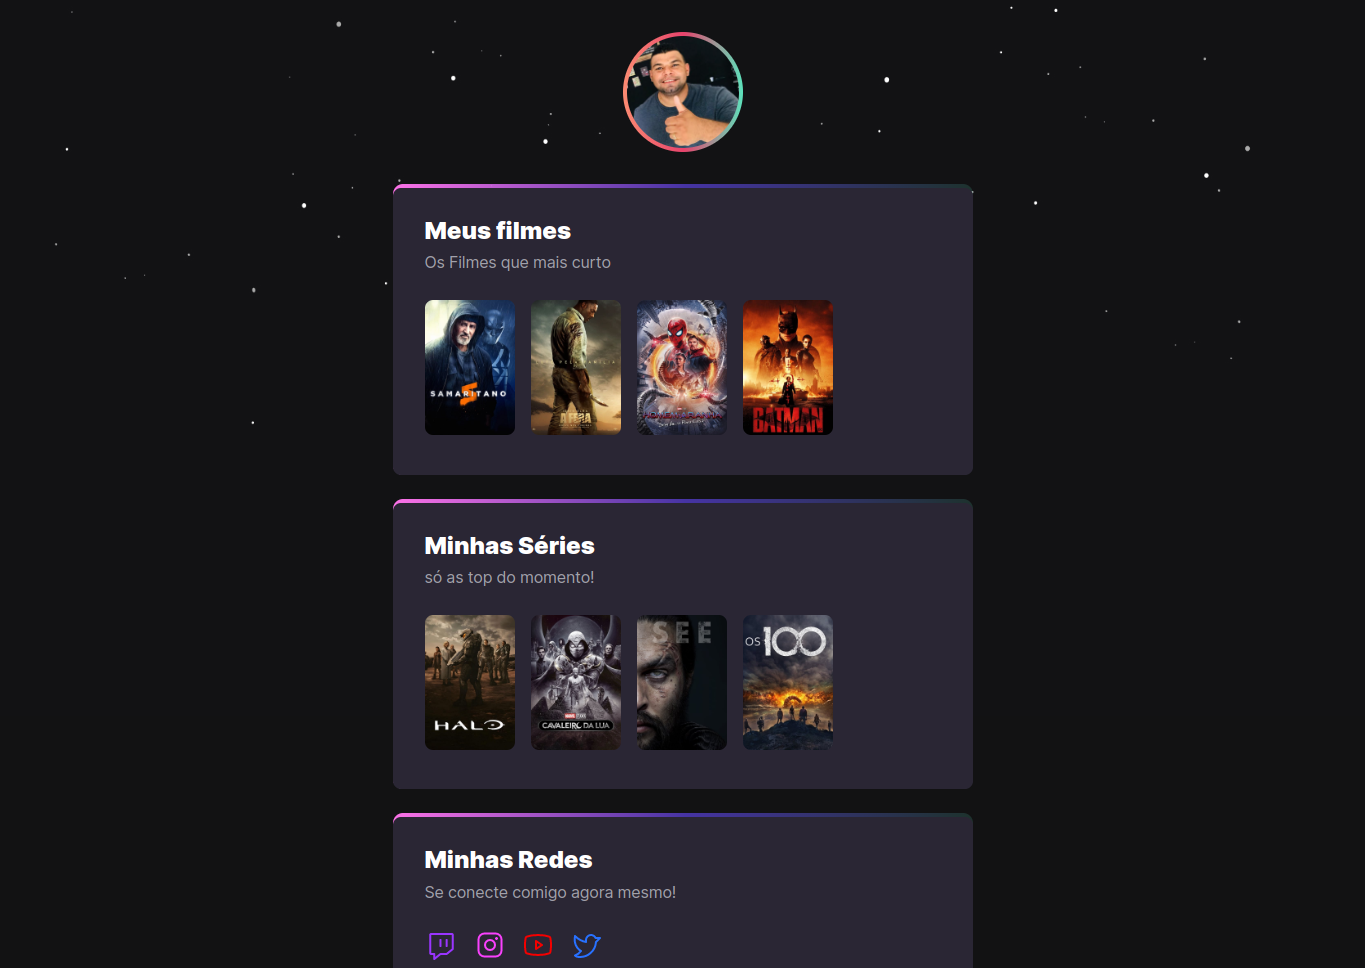 Meus filmes
Os Filmes que mais curto
SAMARITANO
A FERA
HOMEM-ARANHA
BATMAN
Minhas Séries
só as top do momento!
HALO
CAVALEIRO DA LUA
SEE
OS 100
Minhas Redes
Se conecte comigo agora mesmo!